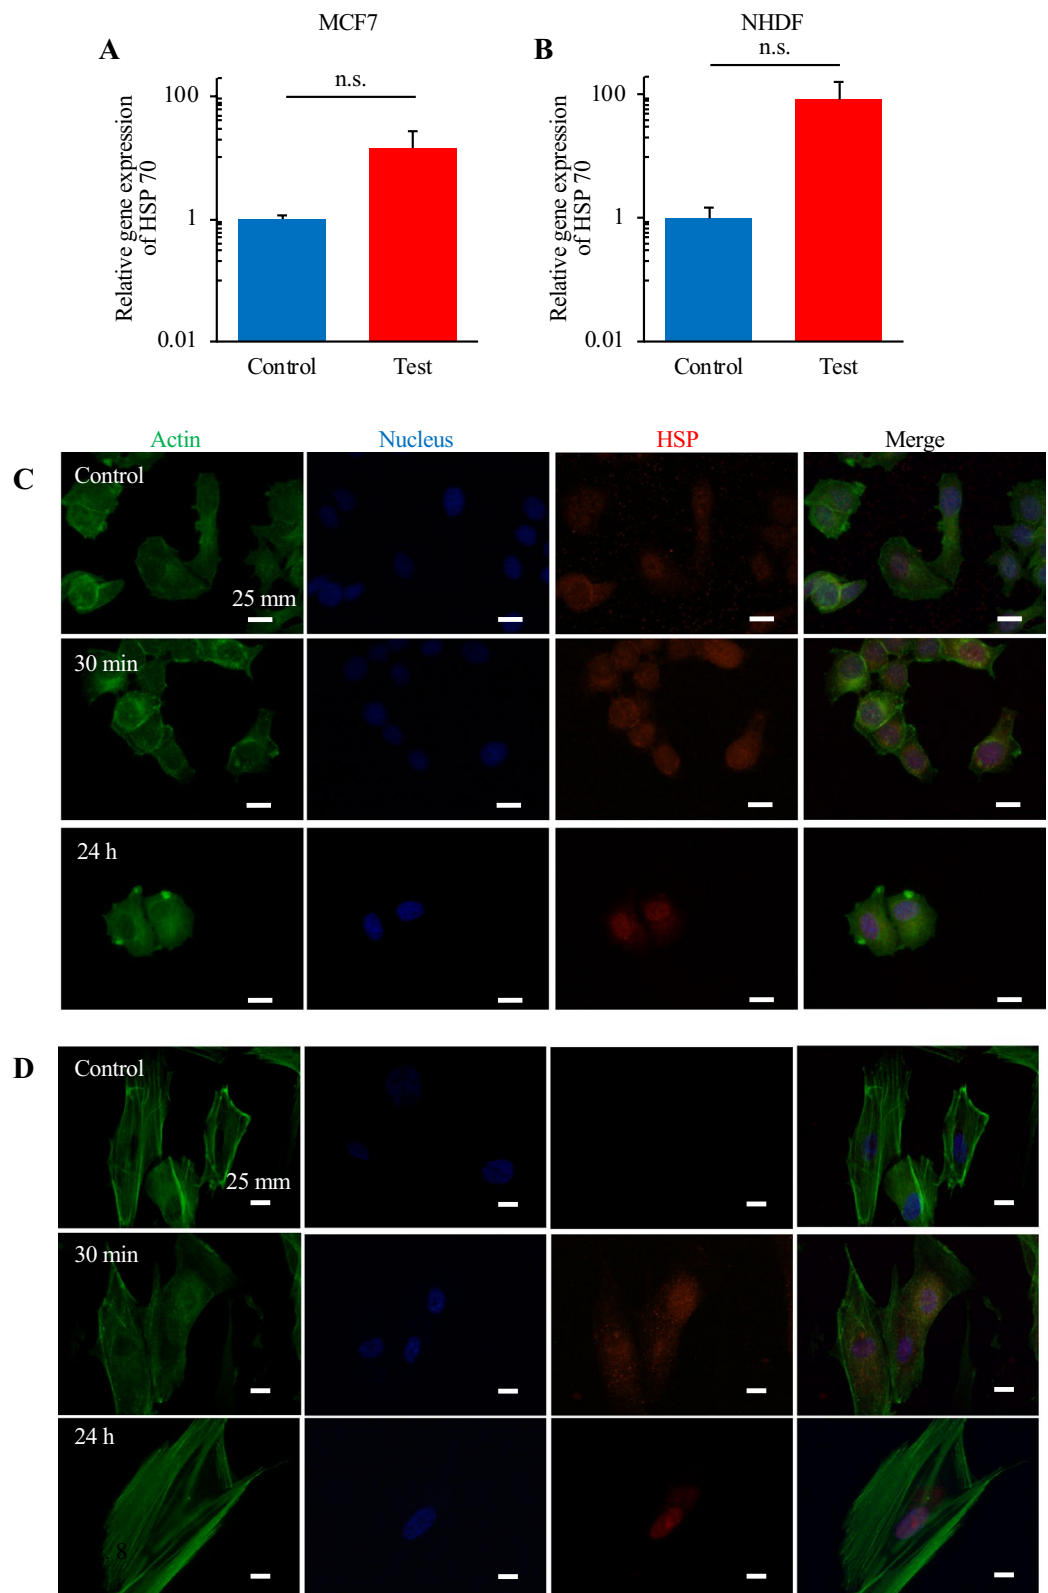 MCF7
A
n.s.
100
1
0.01
Relative gene expression
of HSP 70
Control
Test
NHDF
B
n.s.
100
1
0.01
Relative gene expression
of HSP 70
Control
Test
Actin
Nucleus
HSP
Merge
C
Control
25 mm
30 min
24 h
D
Control
25 mm
30 min
24 h
8